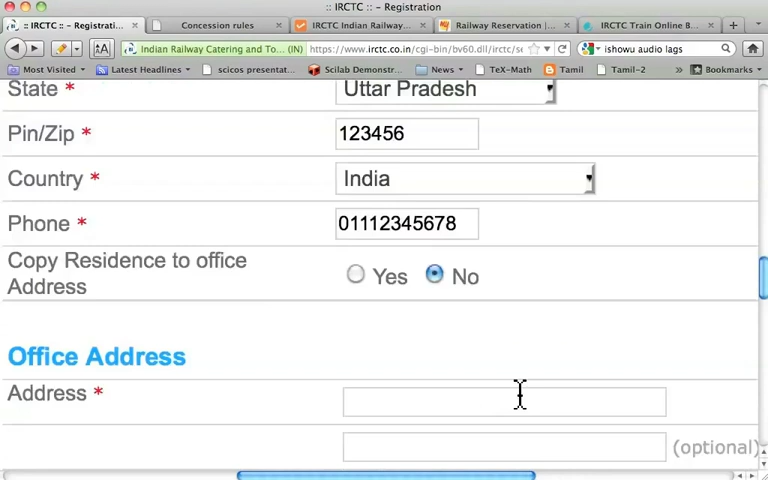 :: IRCTC :: - Registration
:: IRCTC :: - Registrati...
Concession rules
IRCTC Indian Railway...
Railway Reservation |...
IRCTC Train Online B...
Indian Railway Catering and To... (IN)
https://www.irctc.co.in/cgi-bin/bv60.dll/irctc/se
ishowu audio lags
Most Visited
Latest Headlines
scicos presentat...
Scilab Demonstr...
News
TeX-Math
Tamil
Tamil-2
»
Bookmarks
State * Uttar Pradesh
Pin/Zip * 123456
Country * India
Phone * 01112345678
Copy Residence to office
Address
Yes No
Office Address
Address *
(optional)